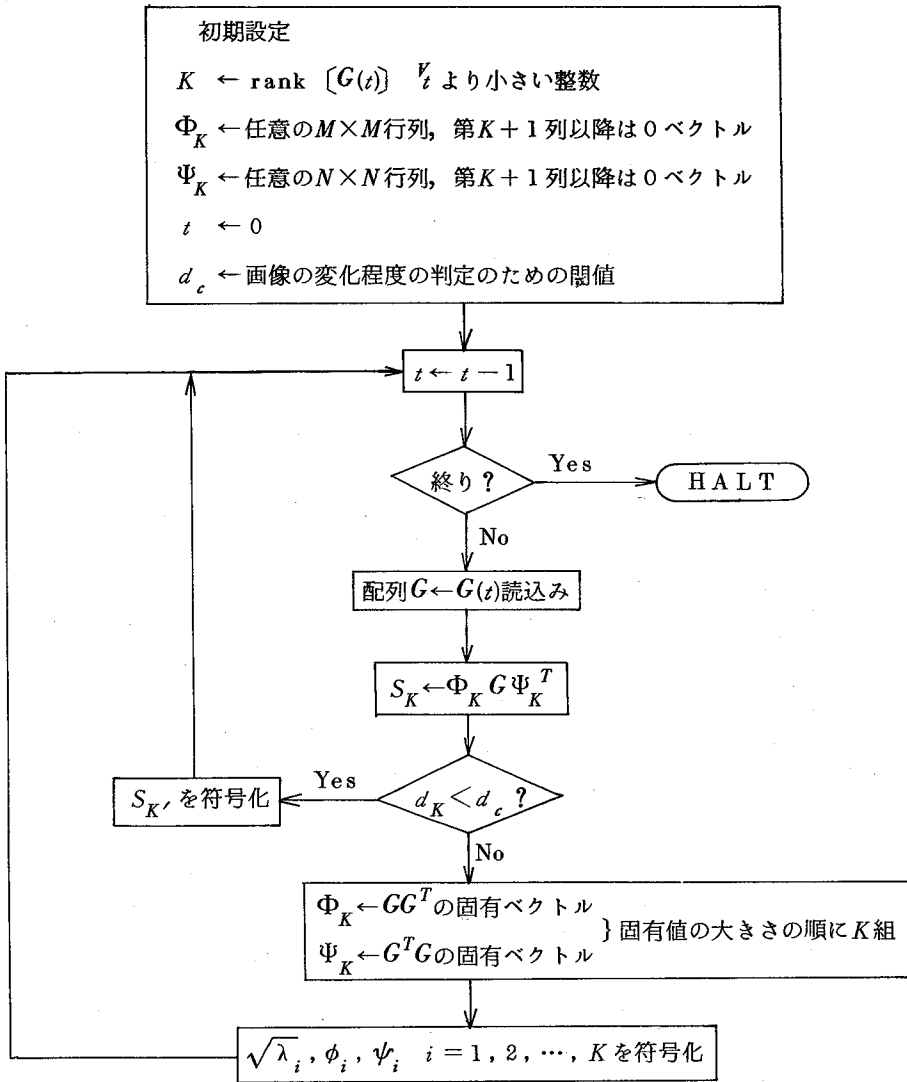 初期設定
K ← rank 〔G(t)〕 ∀t より小さい整数
Φ_K ← 任意のM×M行列, 第K+1列以降は0ベクトル
Ψ_K ← 任意のN×N行列, 第K+1列以降は0ベクトル
t ← 0
d_c ← 画像の変化程度の判定のための閾値
t ← t − 1
終り?
Yes
HALT
No
配列G←G(t)読込み
S_K ← Φ_K G Ψ_K^T
d_K < d_c ?
Yes
S_K′ を符号化
No
Φ_K ← GG^T の固有ベクトル
Ψ_K ← G^T G の固有ベクトル
} 固有値の大きさの順にK組
√λ_i , φ_i , ψ_i i = 1 , 2 , …, K を符号化